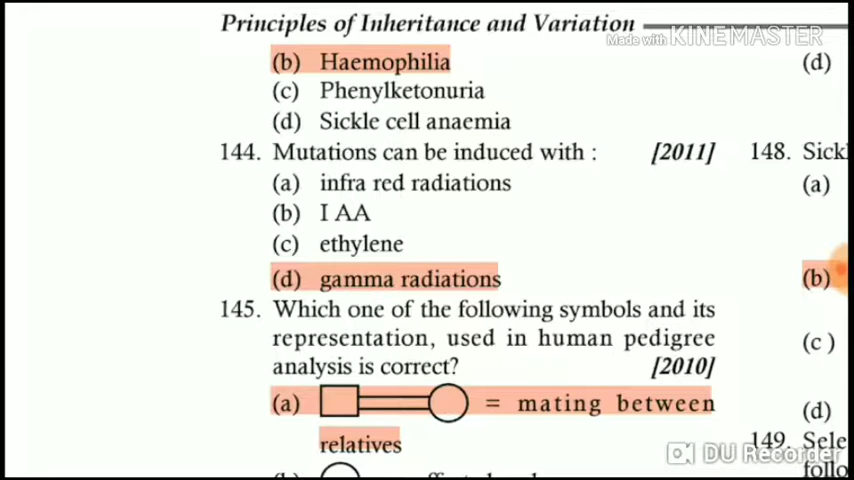 Principles of Inheritance and Variation
Made with KINEMASTER
(b) Haemophilia
(c) Phenylketonuria
(d) Sickle cell anaemia
144. Mutations can be induced with : [2011]
(a) infra red radiations
(b) I AA
(c) ethylene
(d) gamma radiations
145. Which one of the following symbols and its
representation, used in human pedigree
analysis is correct? [2010]
(a) = mating between
relatives
(d)
148. Sick
(a)
(b)
(c)
(d)
149. Sele
follo
DU Recorder